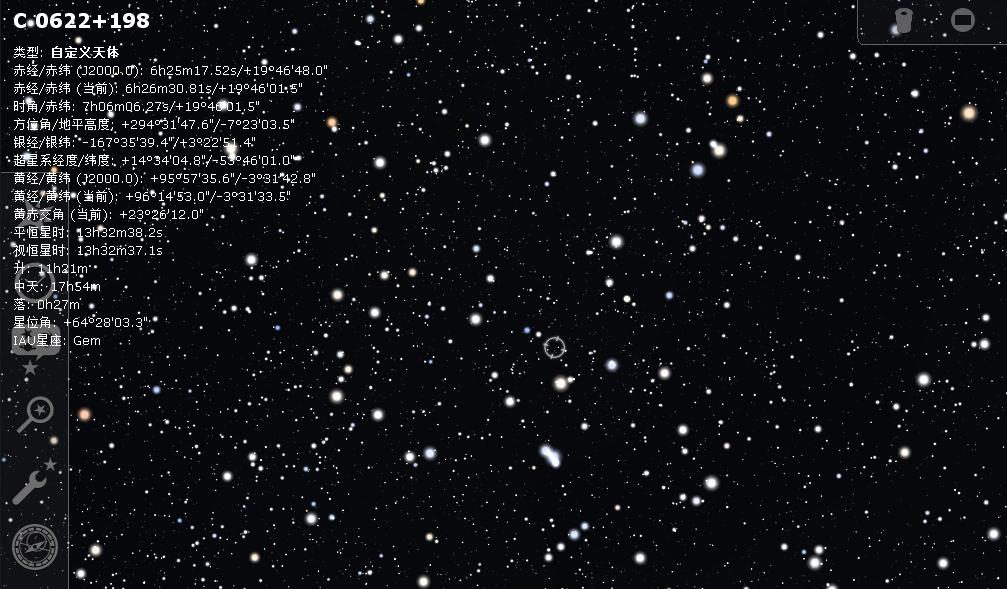 C 0622+198
类型: 自定义天体
赤经/赤纬 (J2000.0): 6h25m17.52s/+19°46'48.0"
赤经/赤纬 (当前): 6h26m30.81s/+19°46'01.5"
时角/赤纬: 7h06m06.27s/+19°46'01.5"
方位角/地平高度: +294°31'47.6"/-7°23'03.5"
银经/银纬: -167°35'39.4"/+3°22'51.4"
超星系经度/纬度: +14°34'04.8"/-53°46'01.0"
黄经/黄纬 (J2000.0): +95°57'35.6"/-3°31'42.8"
黄经/黄纬 (当前): +96°14'53.0"/-3°31'33.5"
黄赤交角 (当前): +23°26'12.0"
平恒星时: 13h32m38.2s
视恒星时: 13h32m37.1s
升: 11h21m
中天: 17h54m
落: 0h27m
星位角: +64°28'03.3"
IAU星座: Gem